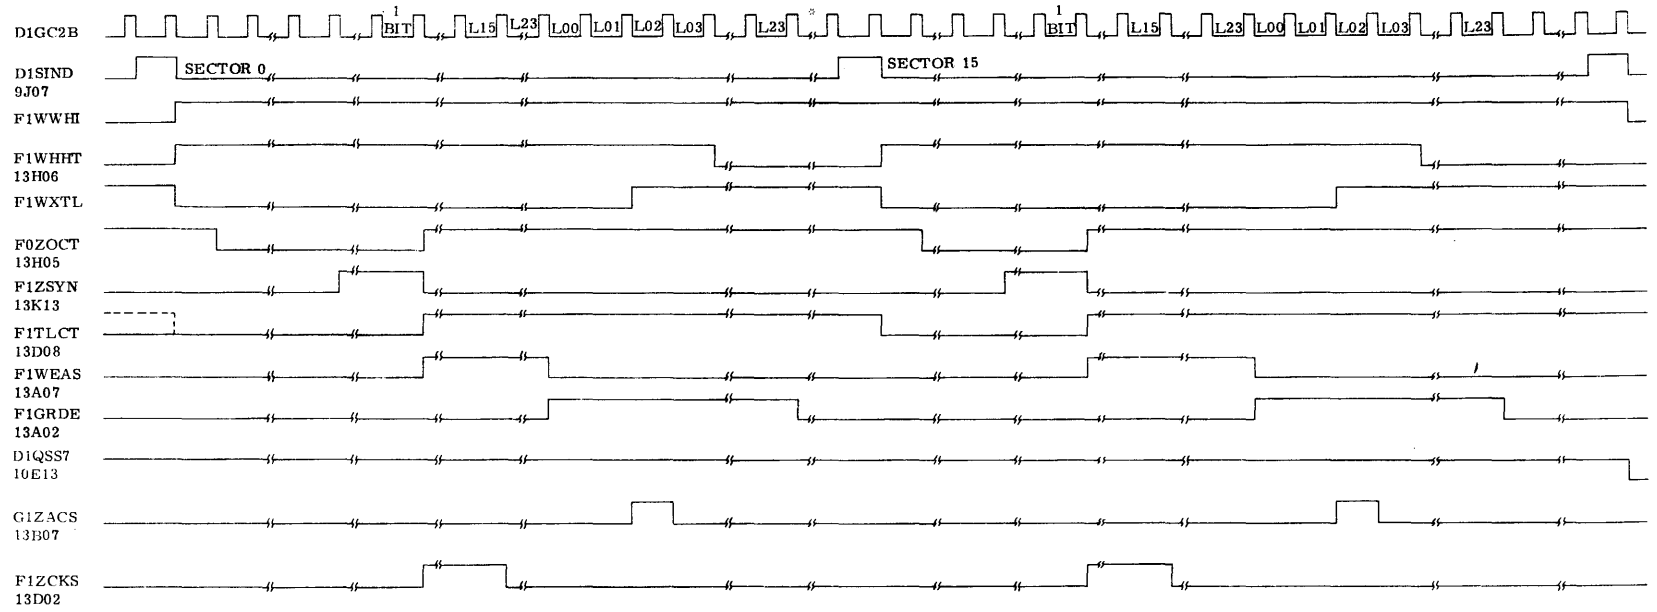 1
1
D1GC2B
BIT
L15
L23
L00
L01
L02
L03
L23
*
BIT
L15
L23
L00
L01
L02
L03
L23
D1SIND
SECTOR 0
SECTOR 15
9J07
F1WWHI
F1WHHT
13H06
F1WXTL
F0ZOCT
13H05
F1ZSYN
13K13
F1TLCT
13D08
F1WEAS
13A07
F1GRDE
13A02
D1QSS7
10E13
G1ZACS
13B07
F1ZCKS
13D02